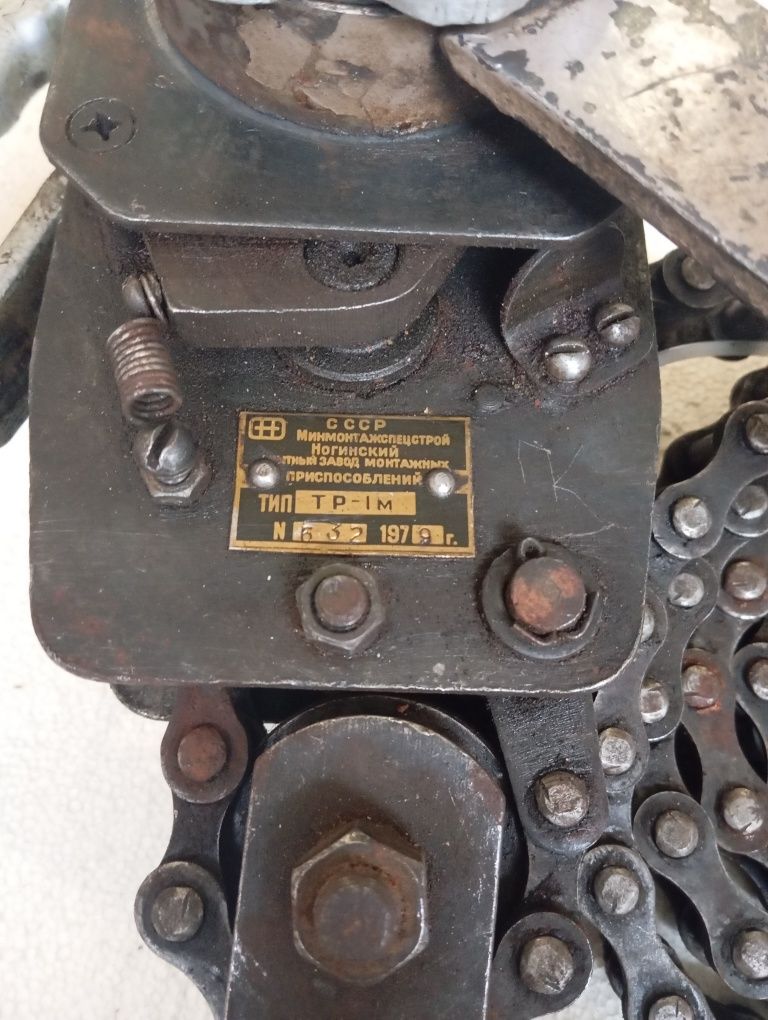 СССР
МИНМОНТАЖСПЕЦСТРОЙ
НОГИНСКИЙ
ЗАВОД МОНТАЖНЫХ
ПРИСПОСОБЛЕНИЙ
ТИП ТР-1М
N 632 1979 г.